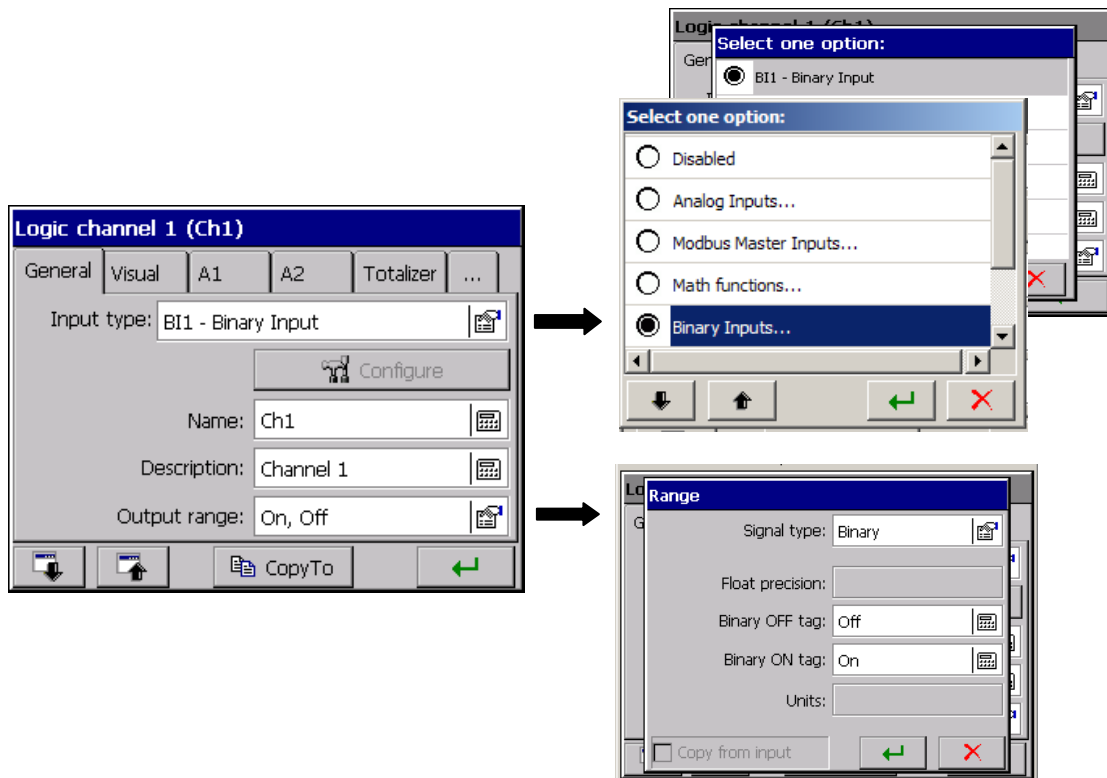 Logic channel 1 (Ch1)
General Visual A1 A2 Totalizer ...
Input type: BI1 - Binary Input
Configure
Name: Ch1
Description: Channel 1
Output range: On, Off
CopyTo
Select one option:
BI1 - Binary Input
Select one option:
Disabled
Analog Inputs...
Modbus Master Inputs...
Math functions...
Binary Inputs...
Range
Signal type: Binary
Float precision:
Binary OFF tag: Off
Binary ON tag: On
Units:
Copy from input